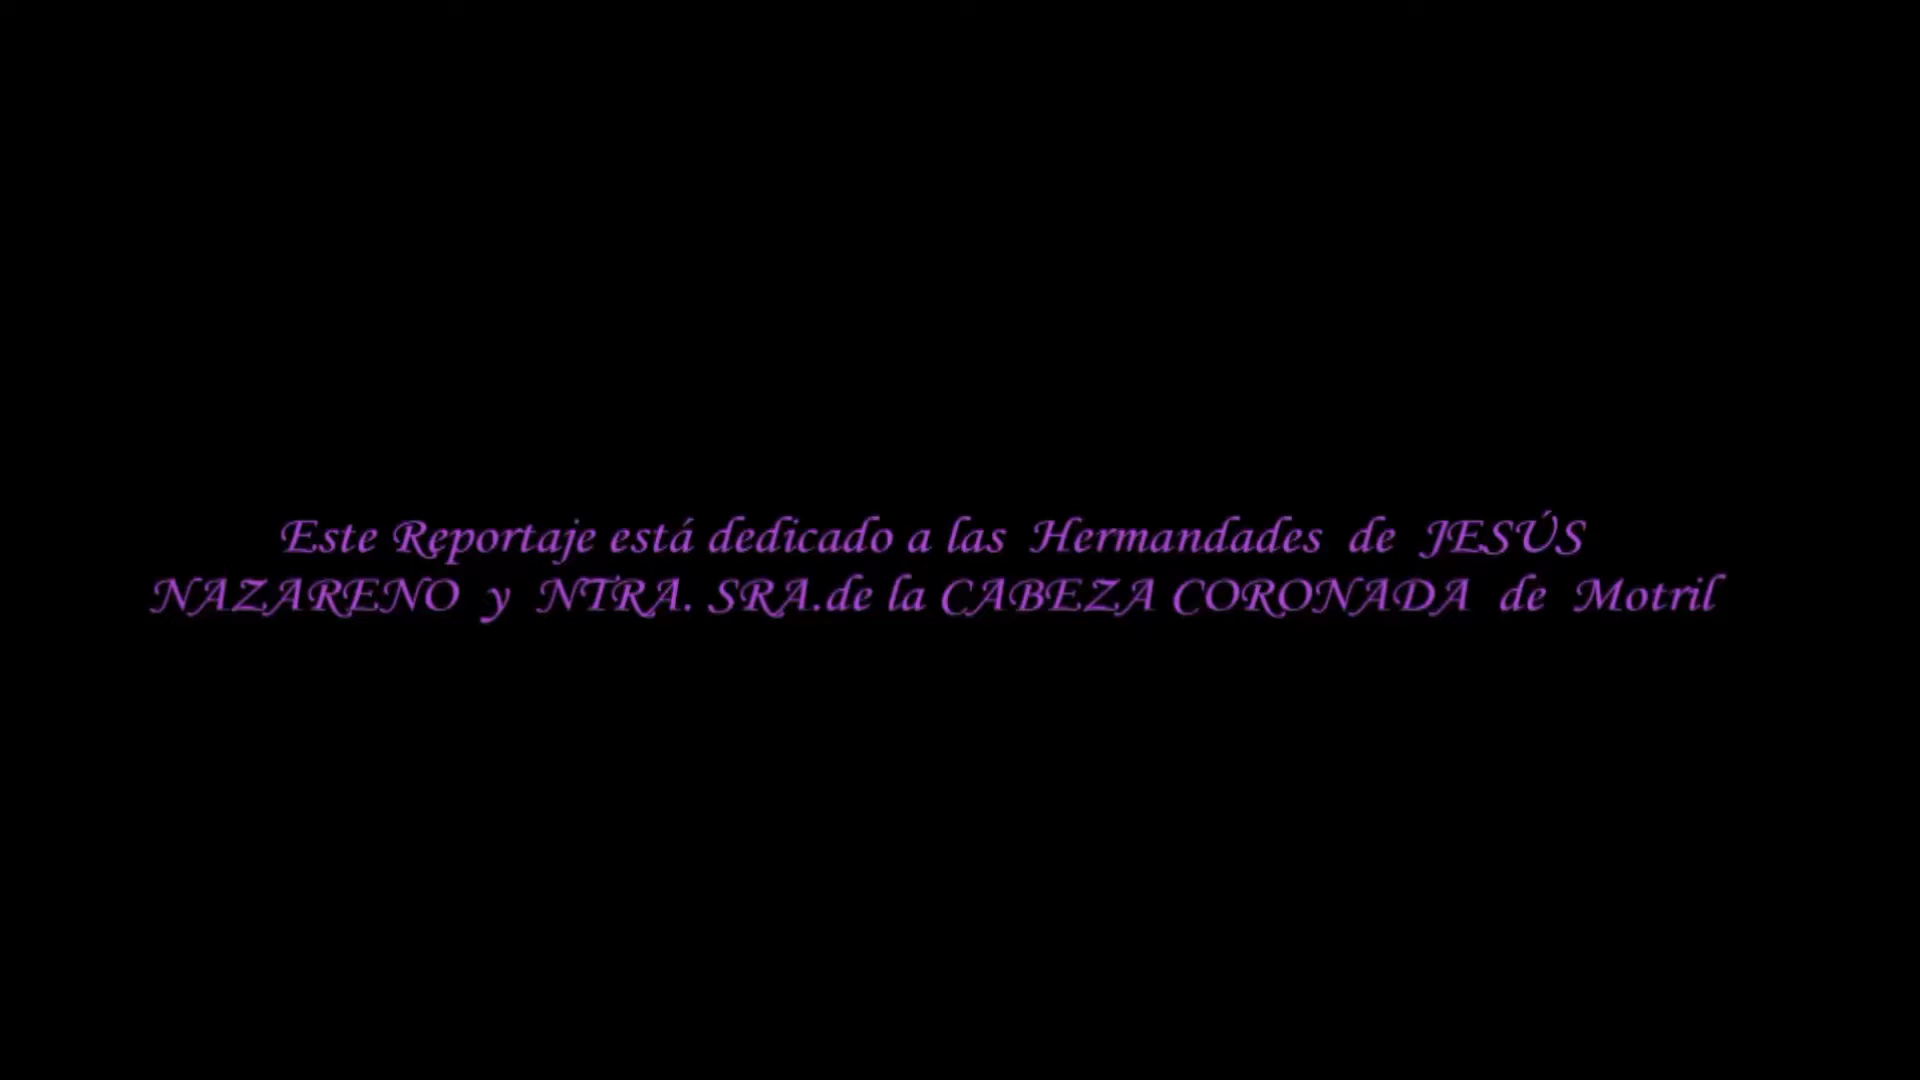 Este Reportaje está dedicado a las Hermandades de JESÚS
NAZARENO y NTRA. SRA.de la CABEZA CORONADA de Motril